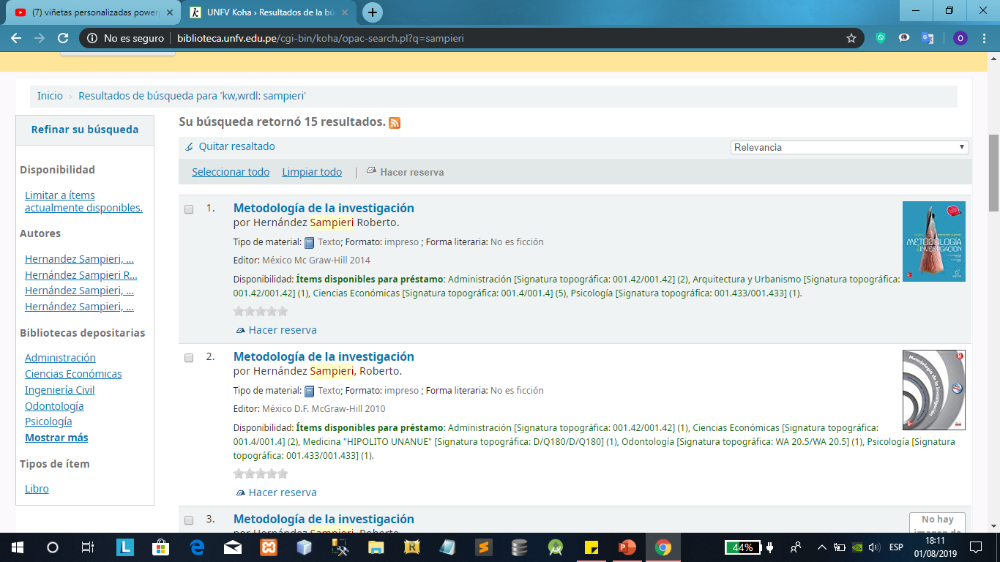 (7) viñetas personalizadas power
UNFV Koha › Resultados de la bú
No es seguro
biblioteca.unfv.edu.pe/cgi-bin/koha/opac-search.pl?q=sampieri
O
Inicio › Resultados de búsqueda para 'kw,wrdl: sampieri'
Refinar su búsqueda
Disponibilidad
Limitar a ítems
actualmente disponibles.
Autores
Hernandez Sampieri, ...
Hernández Sampieri R...
Hernández Sampieri, ...
Hernández Sampieri, ...
Bibliotecas depositarias
Administración
Ciencias Económicas
Ingeniería Civil
Odontología
Psicología
Mostrar más
Tipos de ítem
Libro
Su búsqueda retornó 15 resultados.
Quitar resaltado
Relevancia
Seleccionar todo Limpiar todo | Hacer reserva
1. Metodología de la investigación
por Hernández Sampieri Roberto.
Tipo de material: Texto; Formato: impreso ; Forma literaria: No es ficción
Editor: México Mc Graw-Hill 2014
Disponibilidad: Ítems disponibles para préstamo: Administración [Signatura topográfica: 001.42/001.42] (2), Arquitectura y Urbanismo [Signatura topográfica:
001.42/001.42] (1), Ciencias Económicas [Signatura topográfica: 001.4/001.4] (5), Psicología [Signatura topográfica: 001.433/001.433] (1).
Hacer reserva
METODOLOGÍA
INVESTIGACIÓN
2. Metodología de la investigación
por Hernández Sampieri, Roberto.
Tipo de material: Texto; Formato: impreso ; Forma literaria: No es ficción
Editor: México D.F. McGraw-Hill 2010
Disponibilidad: Ítems disponibles para préstamo: Administración [Signatura topográfica: 001.42/001.42] (1), Ciencias Económicas [Signatura topográfica:
001.4/001.4] (2), Medicina "HIPOLITO UNANUE" [Signatura topográfica: D/Q180/D/Q180] (1), Odontología [Signatura topográfica: WA 20.5/WA 20.5] (1), Psicología [Signatura
topográfica: 001.433/001.433] (1).
Hacer reserva
Metodología de la investigación
3. Metodología de la investigación
por Hernández Sampieri, Roberto.
No hay
imagen de
L
44%
ESP
18:11
01/08/2019